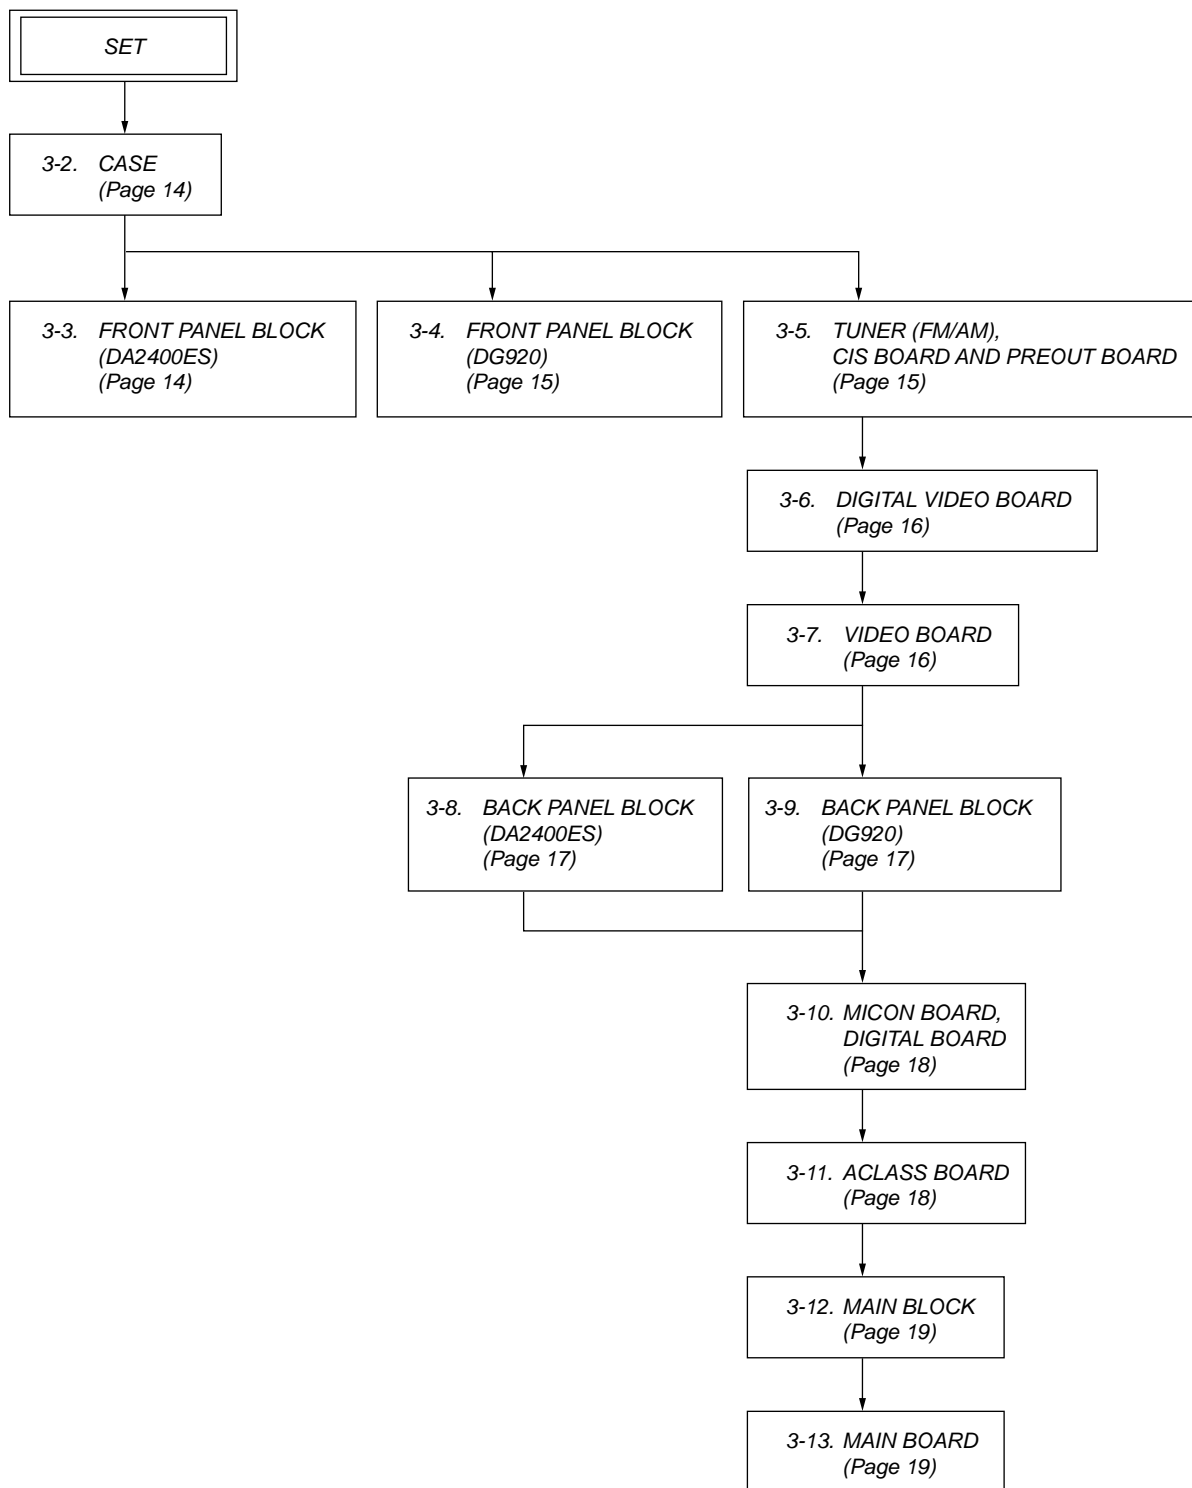 SET
3-2. CASE
(Page 14)
3-3. FRONT PANEL BLOCK
(DA2400ES)
(Page 14)
3-4. FRONT PANEL BLOCK
(DG920)
(Page 15)
3-5. TUNER (FM/AM),
CIS BOARD AND PREOUT BOARD
(Page 15)
3-6. DIGITAL VIDEO BOARD
(Page 16)
3-7. VIDEO BOARD
(Page 16)
3-8. BACK PANEL BLOCK
(DA2400ES)
(Page 17)
3-9. BACK PANEL BLOCK
(DG920)
(Page 17)
3-10. MICON BOARD,
DIGITAL BOARD
(Page 18)
3-11. ACLASS BOARD
(Page 18)
3-12. MAIN BLOCK
(Page 19)
3-13. MAIN BOARD
(Page 19)